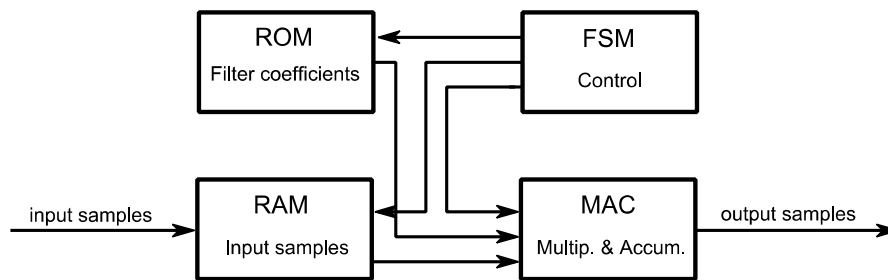 ROM
Filter coefficients
FSM
Control
input samples
RAM
Input samples
MAC
Multip. & Accum.
output samples